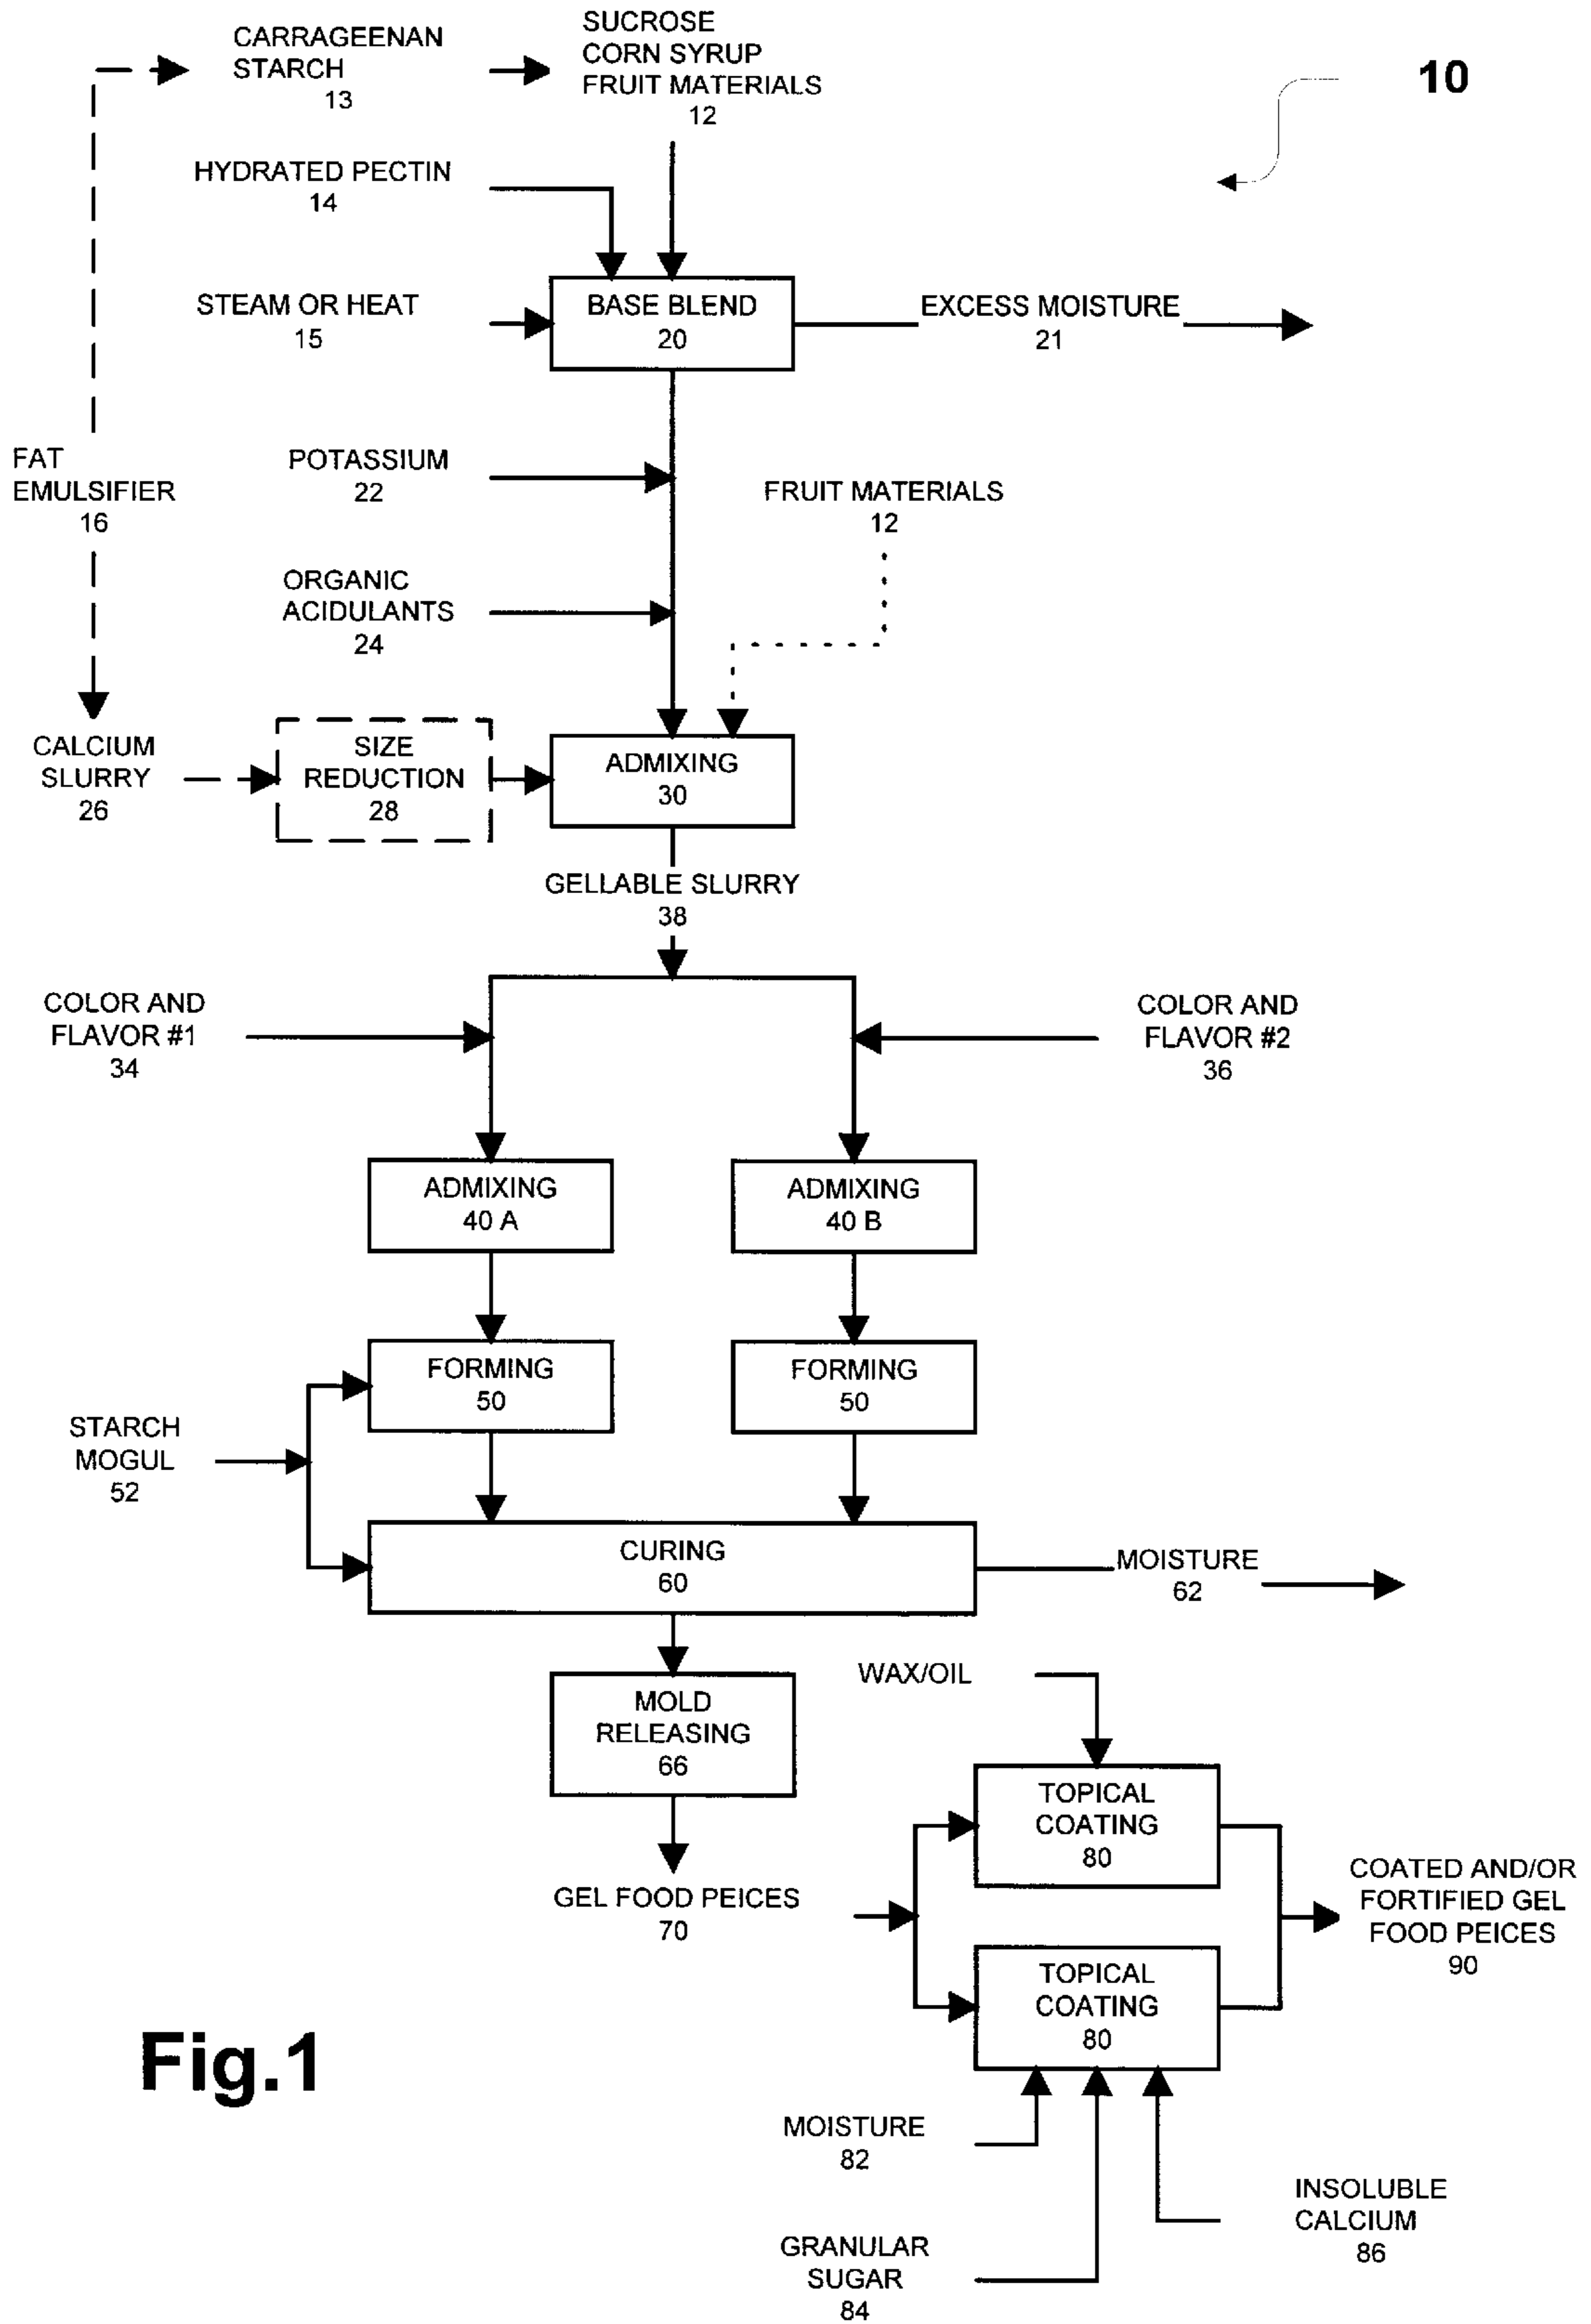 CARRAGEENAN
STARCH
13
SUCROSE
CORN SYRUP
FRUIT MATERIALS
12
10
HYDRATED PECTIN
14
STEAM OR HEAT
15
BASE BLEND
20
EXCESS MOISTURE
21
FAT
EMULSIFIER
16
POTASSIUM
22
FRUIT MATERIALS
12
ORGANIC
ACIDULANTS
24
CALCIUM
SLURRY
26
SIZE
REDUCTION
28
ADMIXING
30
GELLABLE SLURRY
38
COLOR AND
FLAVOR #1
34
COLOR AND
FLAVOR #2
36
ADMIXING
40 A
ADMIXING
40 B
FORMING
50
FORMING
50
STARCH
MOGUL
52
CURING
60
MOISTURE
62
MOLD
RELEASING
66
WAX/OIL
TOPICAL
COATING
80
GEL FOOD PEICES
70
COATED AND/OR
FORTIFIED GEL
FOOD PEICES
90
TOPICAL
COATING
80
Fig.1
MOISTURE
82
INSOLUBLE
CALCIUM
86
GRANULAR
SUGAR
84